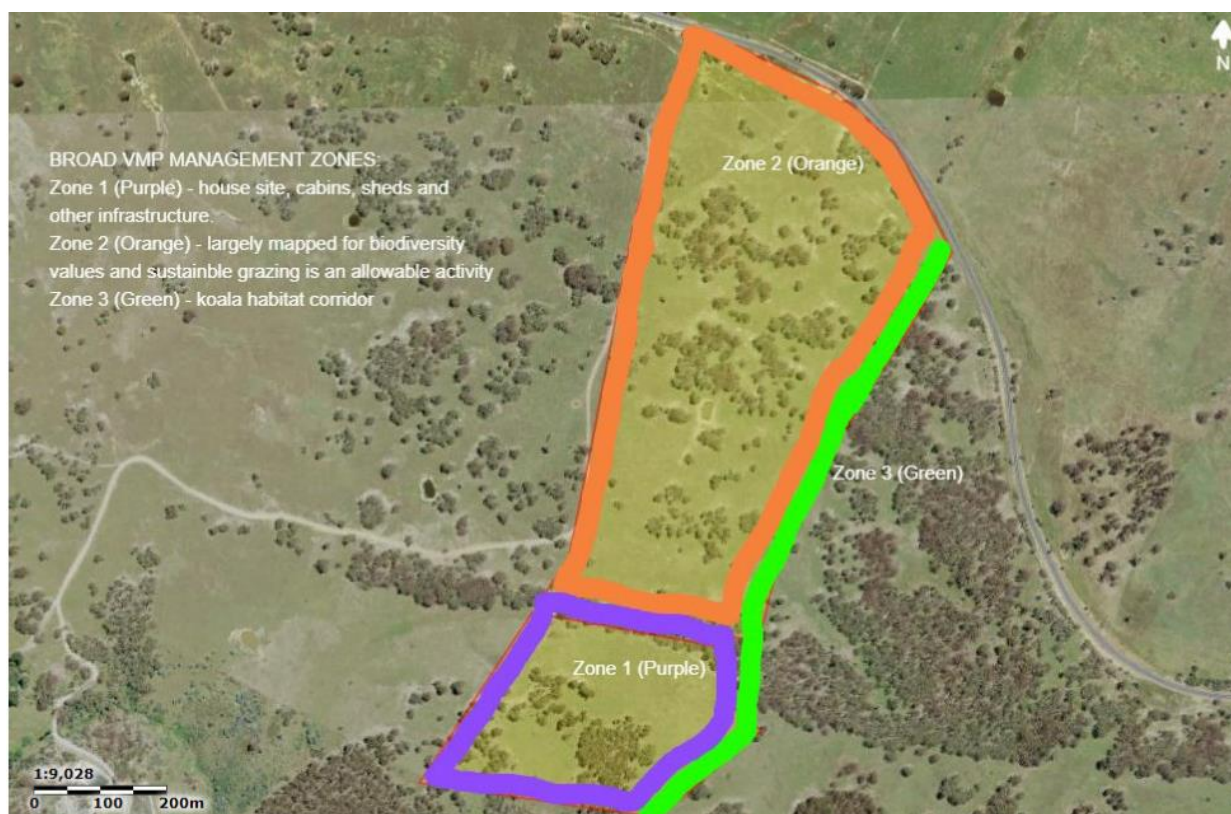 N
BROAD VMP MANAGEMENT ZONES:
Zone 1 (Purple) - house site, cabins, sheds and
other infrastructure.
Zone 2 (Orange) - largely mapped for biodiversity
values and sustainble grazing is an allowable activity
Zone 3 (Green) - koala habitat corridor
Zone 2 (Orange)
Zone 3 (Green)
Zone 1 (Purple)
1:9,028
0 100 200m